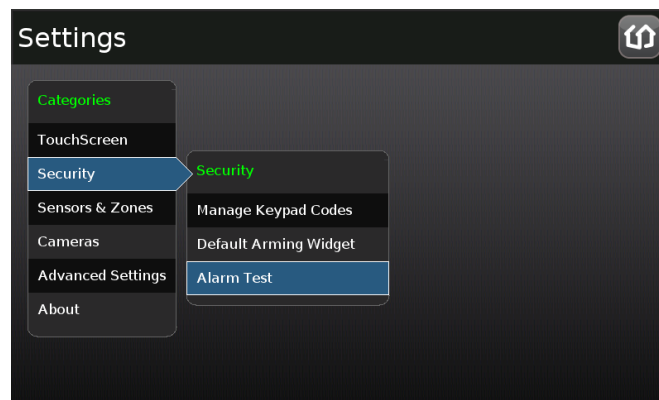 Settings
Categories
TouchScreen
Security
Sensors & Zones
Cameras
Advanced Settings
About
Security
Manage Keypad Codes
Default Arming Widget
Alarm Test